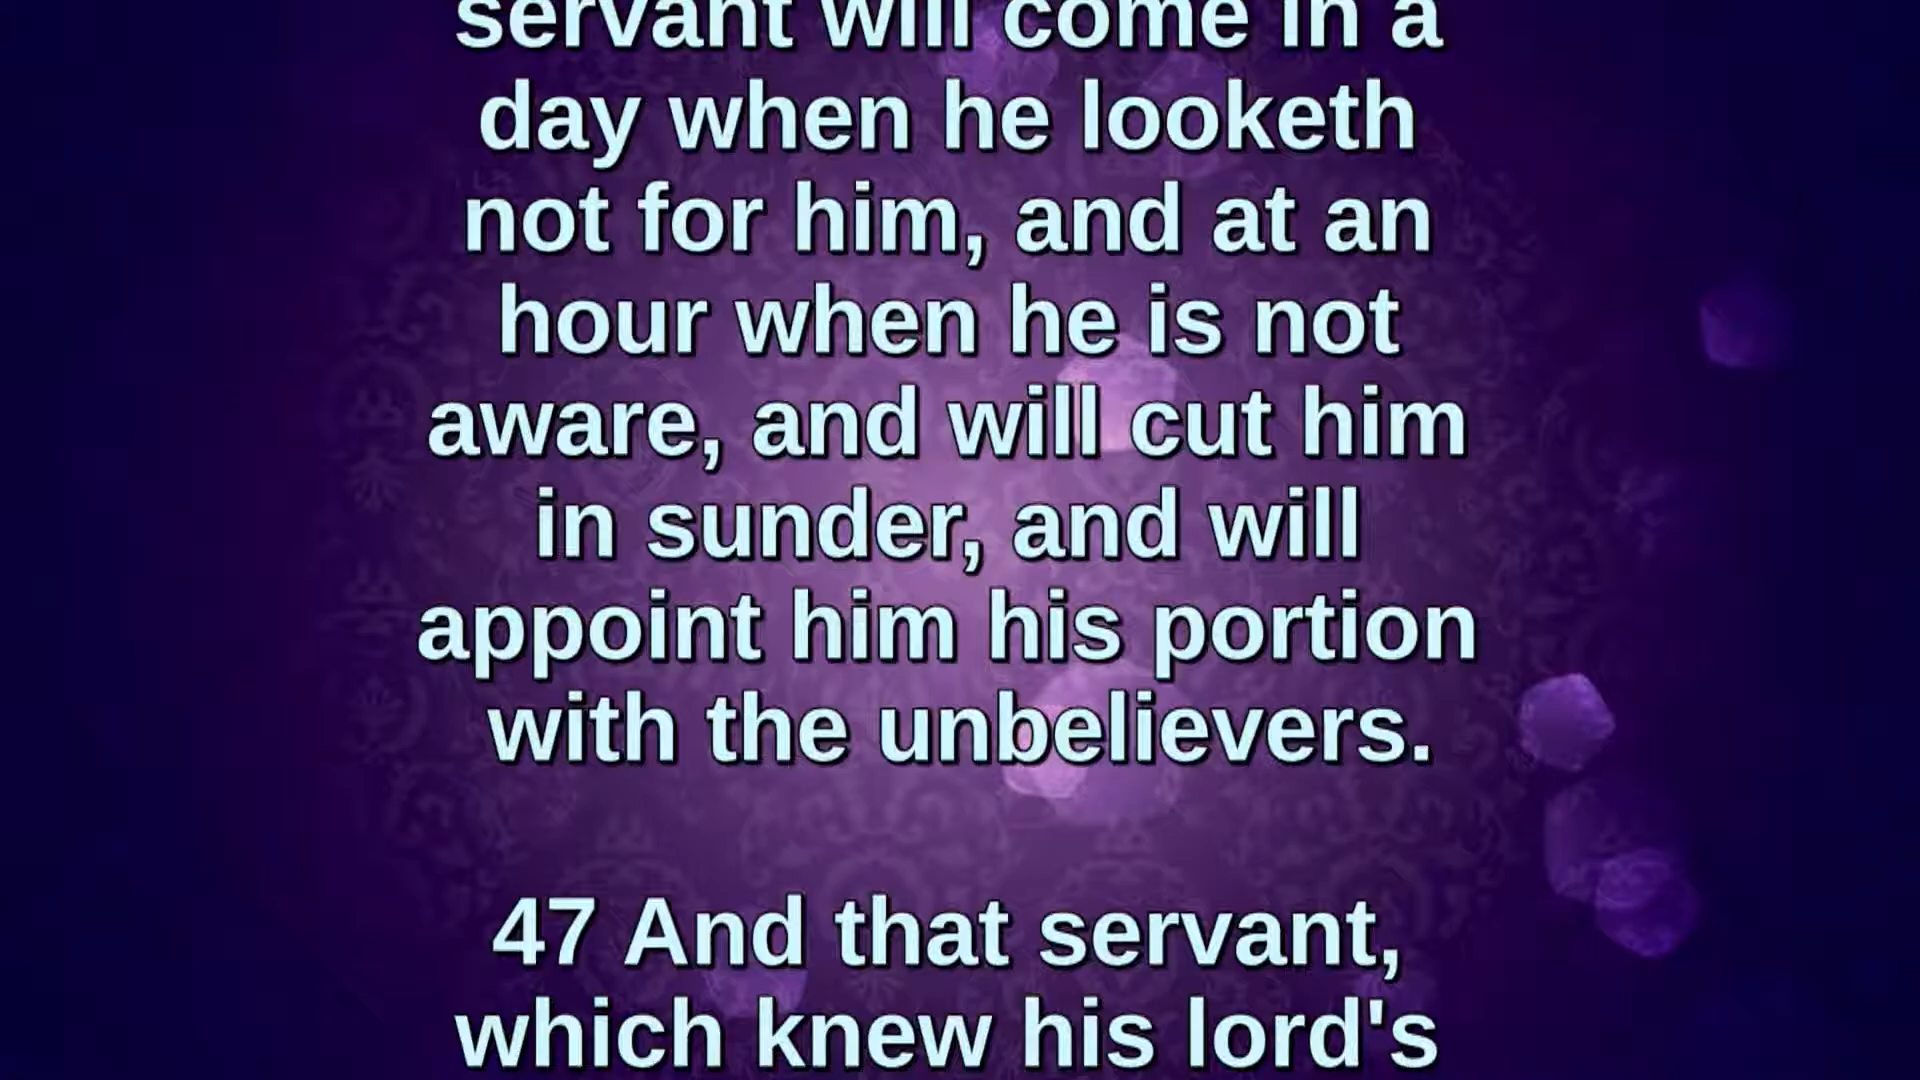 servant will come in a
day when he looketh
not for him, and at an
hour when he is not
aware, and will cut him
in sunder, and will
appoint him his portion
with the unbelievers.
47 And that servant,
which knew his lord's